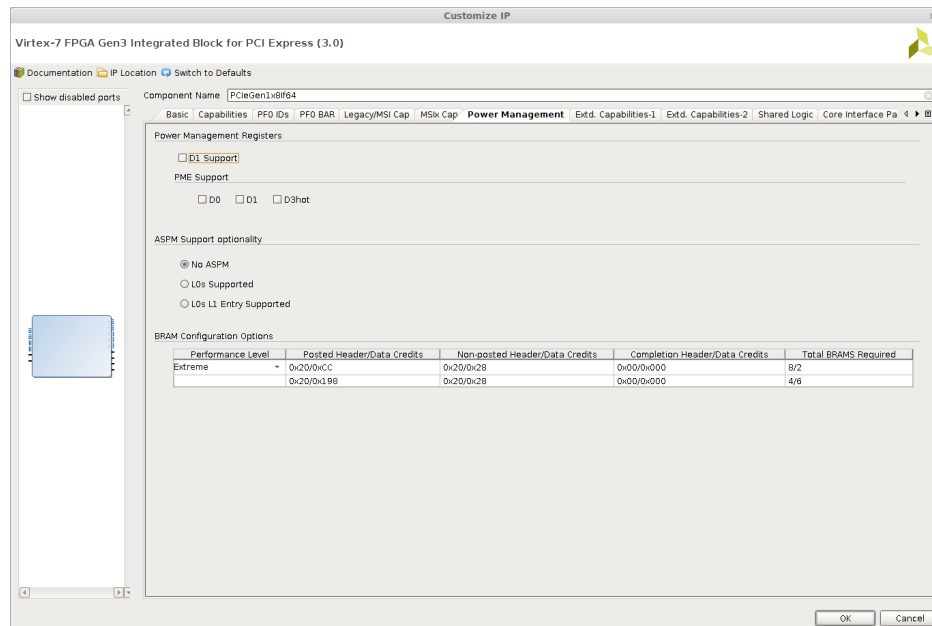 Customize IP
Virtex-7 FPGA Gen3 Integrated Block for PCI Express (3.0)
Documentation IP Location Switch to Defaults
Show disabled ports
Component Name PCIeGen1x8If64
Basic Capabilities PF0 IDs PF0 BAR Legacy/MSI Cap MSIx Cap Power Management Extd. Capabilities-1 Extd. Capabilities-2 Shared Logic Core Interface Pa
Power Management Registers
D1 Support
PME Support
D0 D1 D3hot
ASPM Support optionality
No ASPM
L0s Supported
L0s L1 Entry Supported
BRAM Configuration Options
Performance Level Posted Header/Data Credits Non-posted Header/Data Credits Completion Header/Data Credits Total BRAMS Required
Extreme 0x20/0xCC 0x20/0x28 0x00/0x000 8/2
0x20/0x198 0x20/0x28 0x00/0x000 4/6
OK Cancel